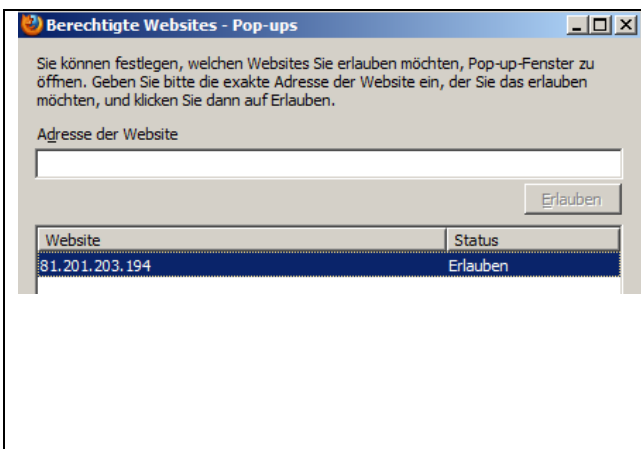 Berechtigte Websites - Pop-ups
Sie können festlegen, welchen Websites Sie erlauben möchten, Pop-up-Fenster zu
öffnen. Geben Sie bitte die exakte Adresse der Website ein, der Sie das erlauben
möchten, und klicken Sie dann auf Erlauben.
Adresse der Website
Erlauben
Website Status
81.201.203.194 Erlauben